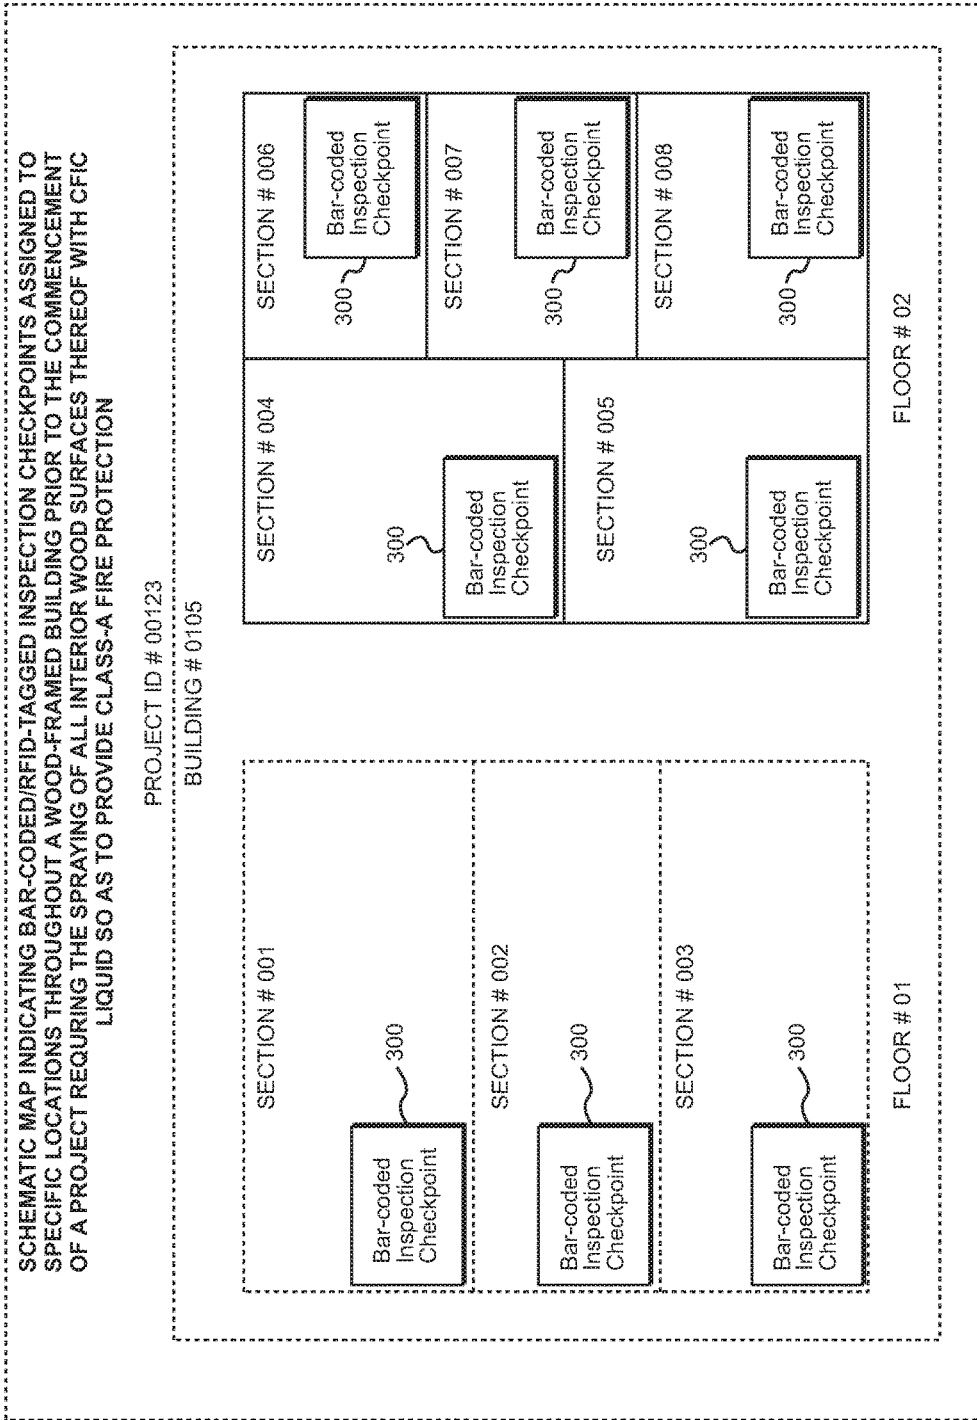 SCHEMATIC MAP INDICATING BAR-CODED/RFID-TAGGED INSPECTION CHECKPOINTS ASSIGNED TO
SPECIFIC LOCATIONS THROUGHOUT A WOOD-FRAMED BUILDING PRIOR TO THE COMMENCEMENT
OF A PROJECT REQURING THE SPRAYING OF ALL INTERIOR WOOD SURFACES THEREOF WITH CFIC
LIQUID SO AS TO PROVIDE CLASS-A FIRE PROTECTION
PROJECT ID # 00123
BUILDING # 0105
SECTION # 001
300
Bar-coded
Inspection
Checkpoint
SECTION # 002
300
Bar-coded
Inspection
Checkpoint
SECTION # 003
300
Bar-coded
Inspection
Checkpoint
FLOOR # 01
SECTION # 004
300
Bar-coded
Inspection
Checkpoint
SECTION # 005
300
Bar-coded
Inspection
Checkpoint
SECTION # 006
300
Bar-coded
Inspection
Checkpoint
SECTION # 007
300
Bar-coded
Inspection
Checkpoint
SECTION # 008
300
Bar-coded
Inspection
Checkpoint
FLOOR # 02